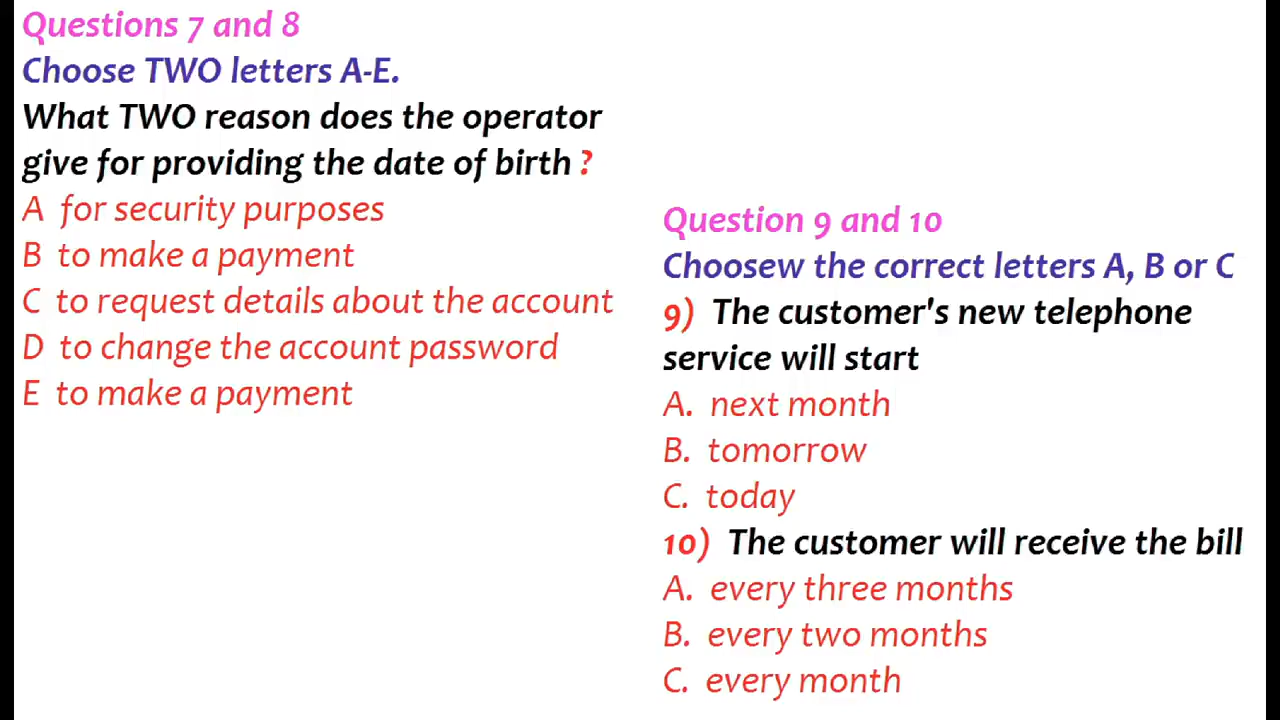 Questions 7 and 8
Choose TWO letters A-E.
What TWO reason does the operator
give for providing the date of birth ?
A for security purposes
B to make a payment
C to request details about the account
D to change the account password
E to make a payment
Question 9 and 10
Choosew the correct letters A, B or C
9) The customer's new telephone
service will start
A. next month
B. tomorrow
C. today
10) The customer will receive the bill
A. every three months
B. every two months
C. every month